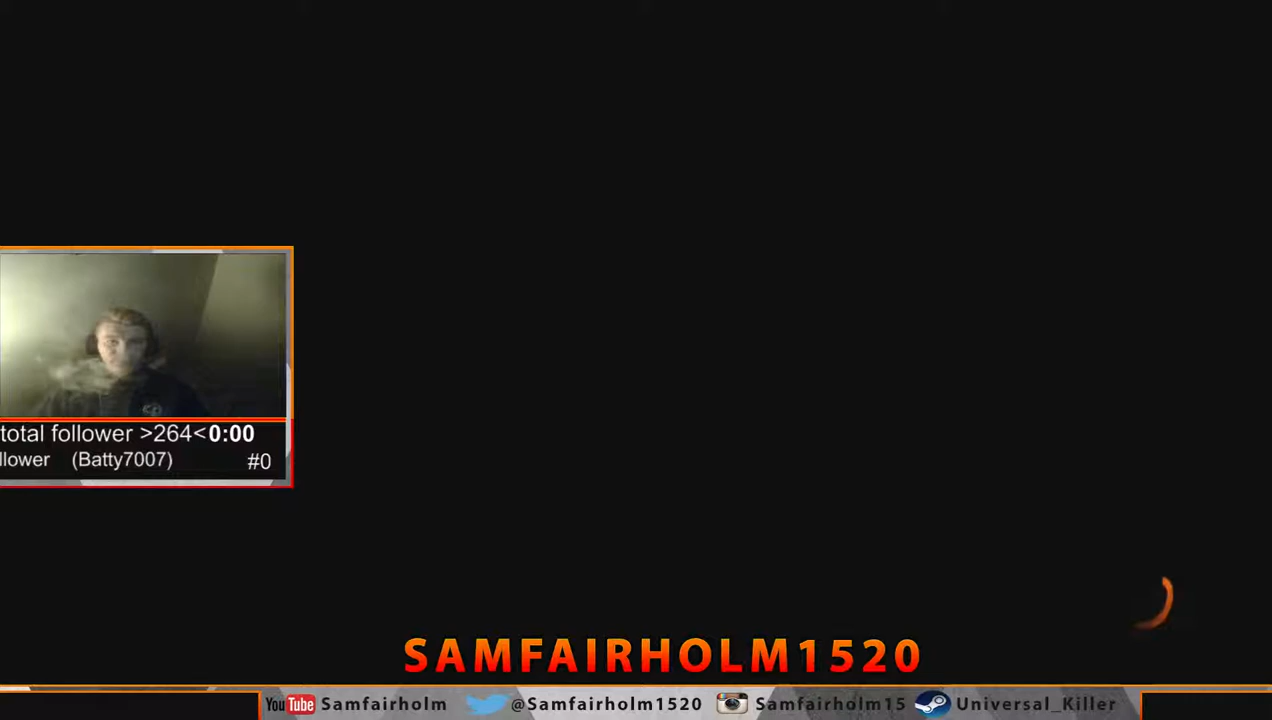 total follower >264<0:00
llower (Batty7007) #0
SAMFAIRHOLM1520
YouTube Samfairholm @Samfairholm1520 Samfairholm15 Universal_Killer